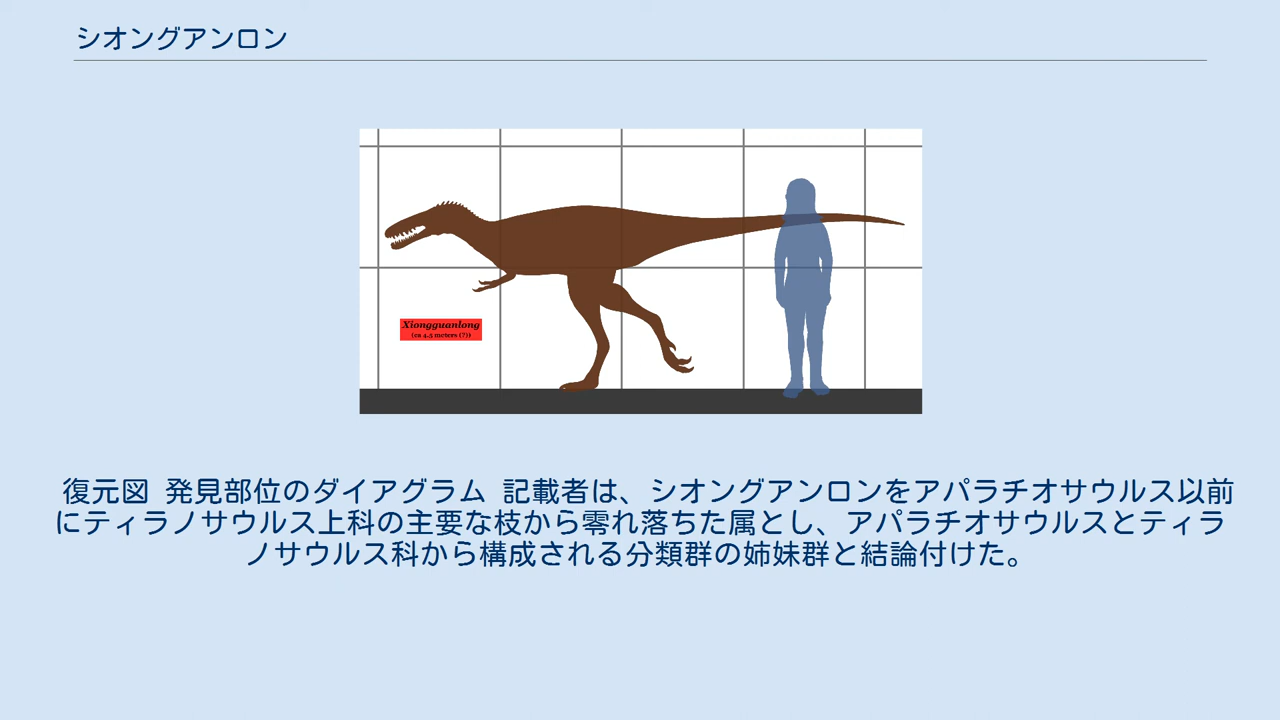 シオングアンロン
Xiongguanlong
(ca 4.5 meters (?))
復元図 発見部位のダイアグラム 記載者は、シオングアンロンをアパラチオサウルス以前
にティラノサウルス上科の主要な枝から零れ落ちた属とし、アパラチオサウルスとティラ
ノサウルス科から構成される分類群の姉妹群と結論付けた。